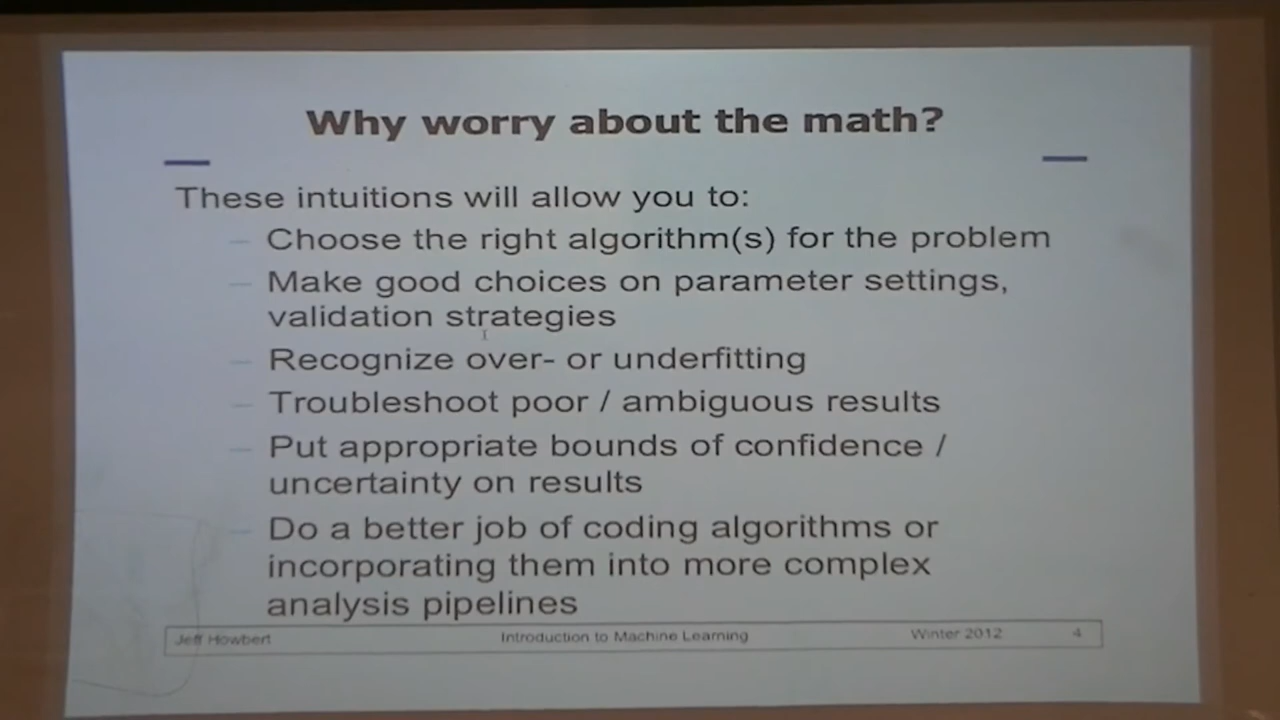 Why worry about the math?
These intuitions will allow you to:
– Choose the right algorithm(s) for the problem
– Make good choices on parameter settings,
validation strategies
– Recognize over- or underfitting
– Troubleshoot poor / ambiguous results
– Put appropriate bounds of confidence /
uncertainty on results
– Do a better job of coding algorithms or
incorporating them into more complex
analysis pipelines
Jeff Howbert Introduction to Machine Learning Winter 2012 4